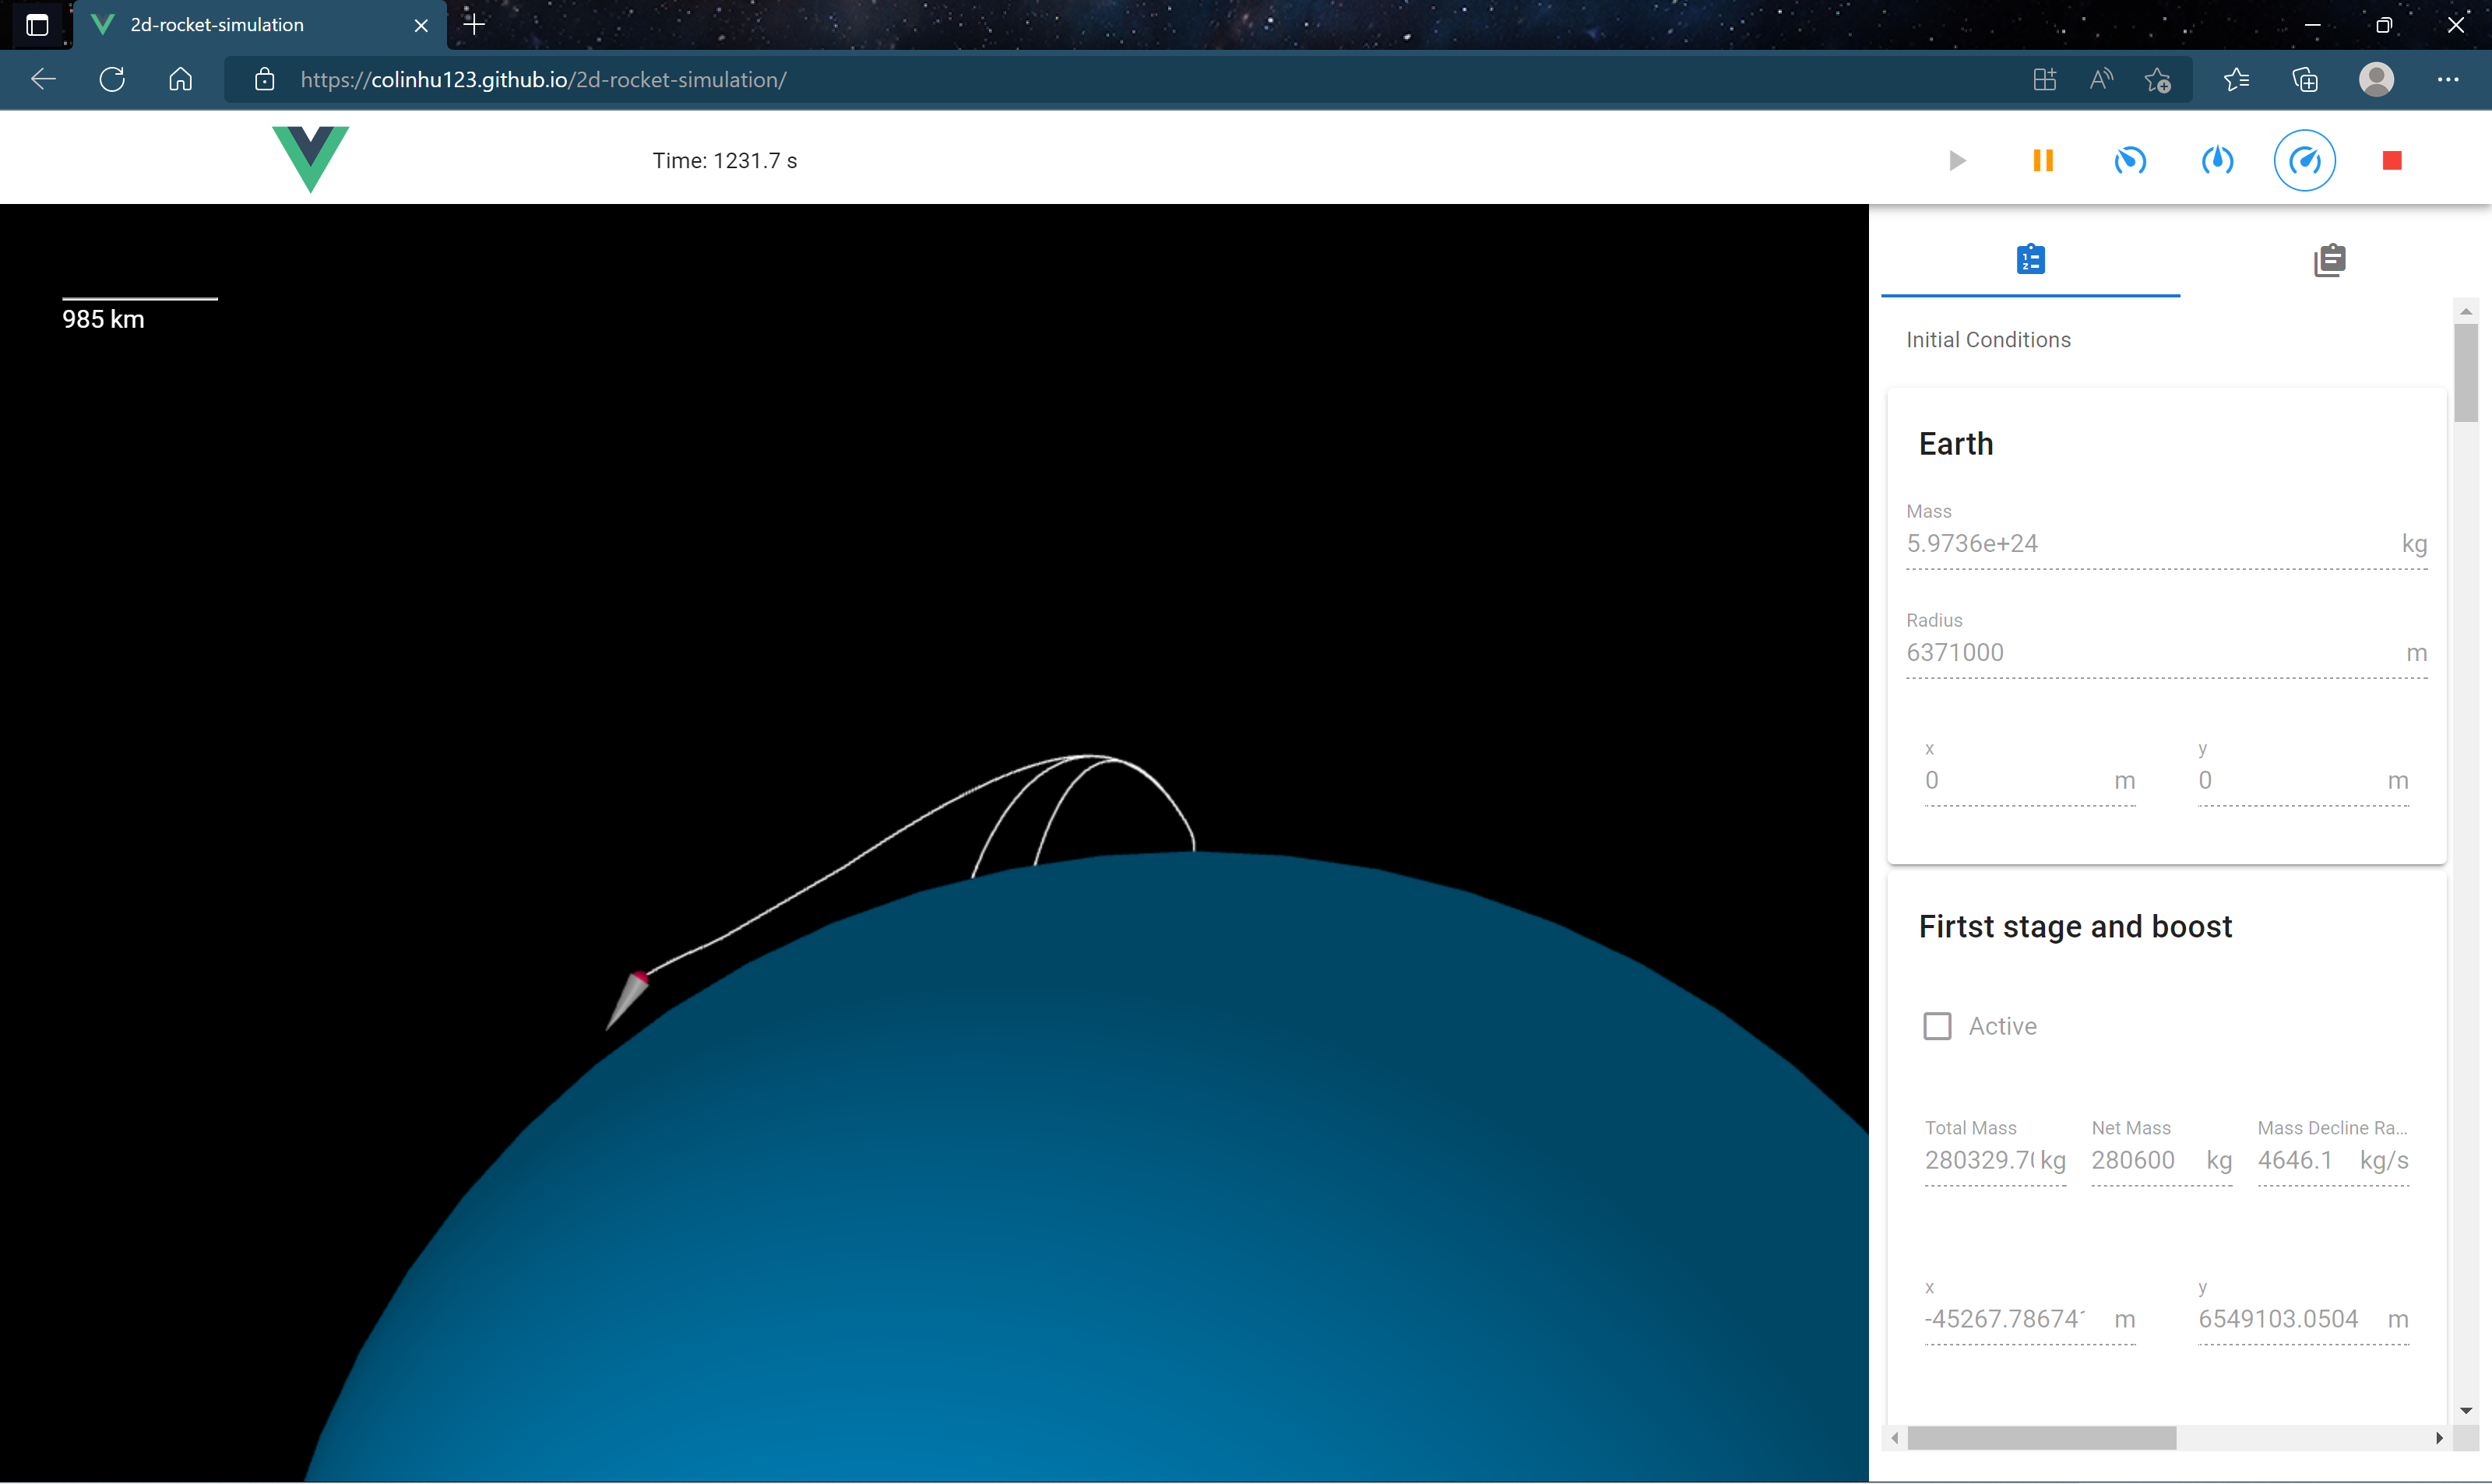 2d-rocket-simulation
https://colinhu123.github.io/2d-rocket-simulation/
Time: 1231.7 s
985 km
Initial Conditions
Earth
Mass
5.9736e+24 kg
Radius
6371000 m
x y
0 m 0 m
Firtst stage and boost
Active
Total Mass Net Mass Mass Decline Ra...
280329.7 kg 280600 kg 4646.1 kg/s
x y
-45267.78674 m 6549103.0504 m